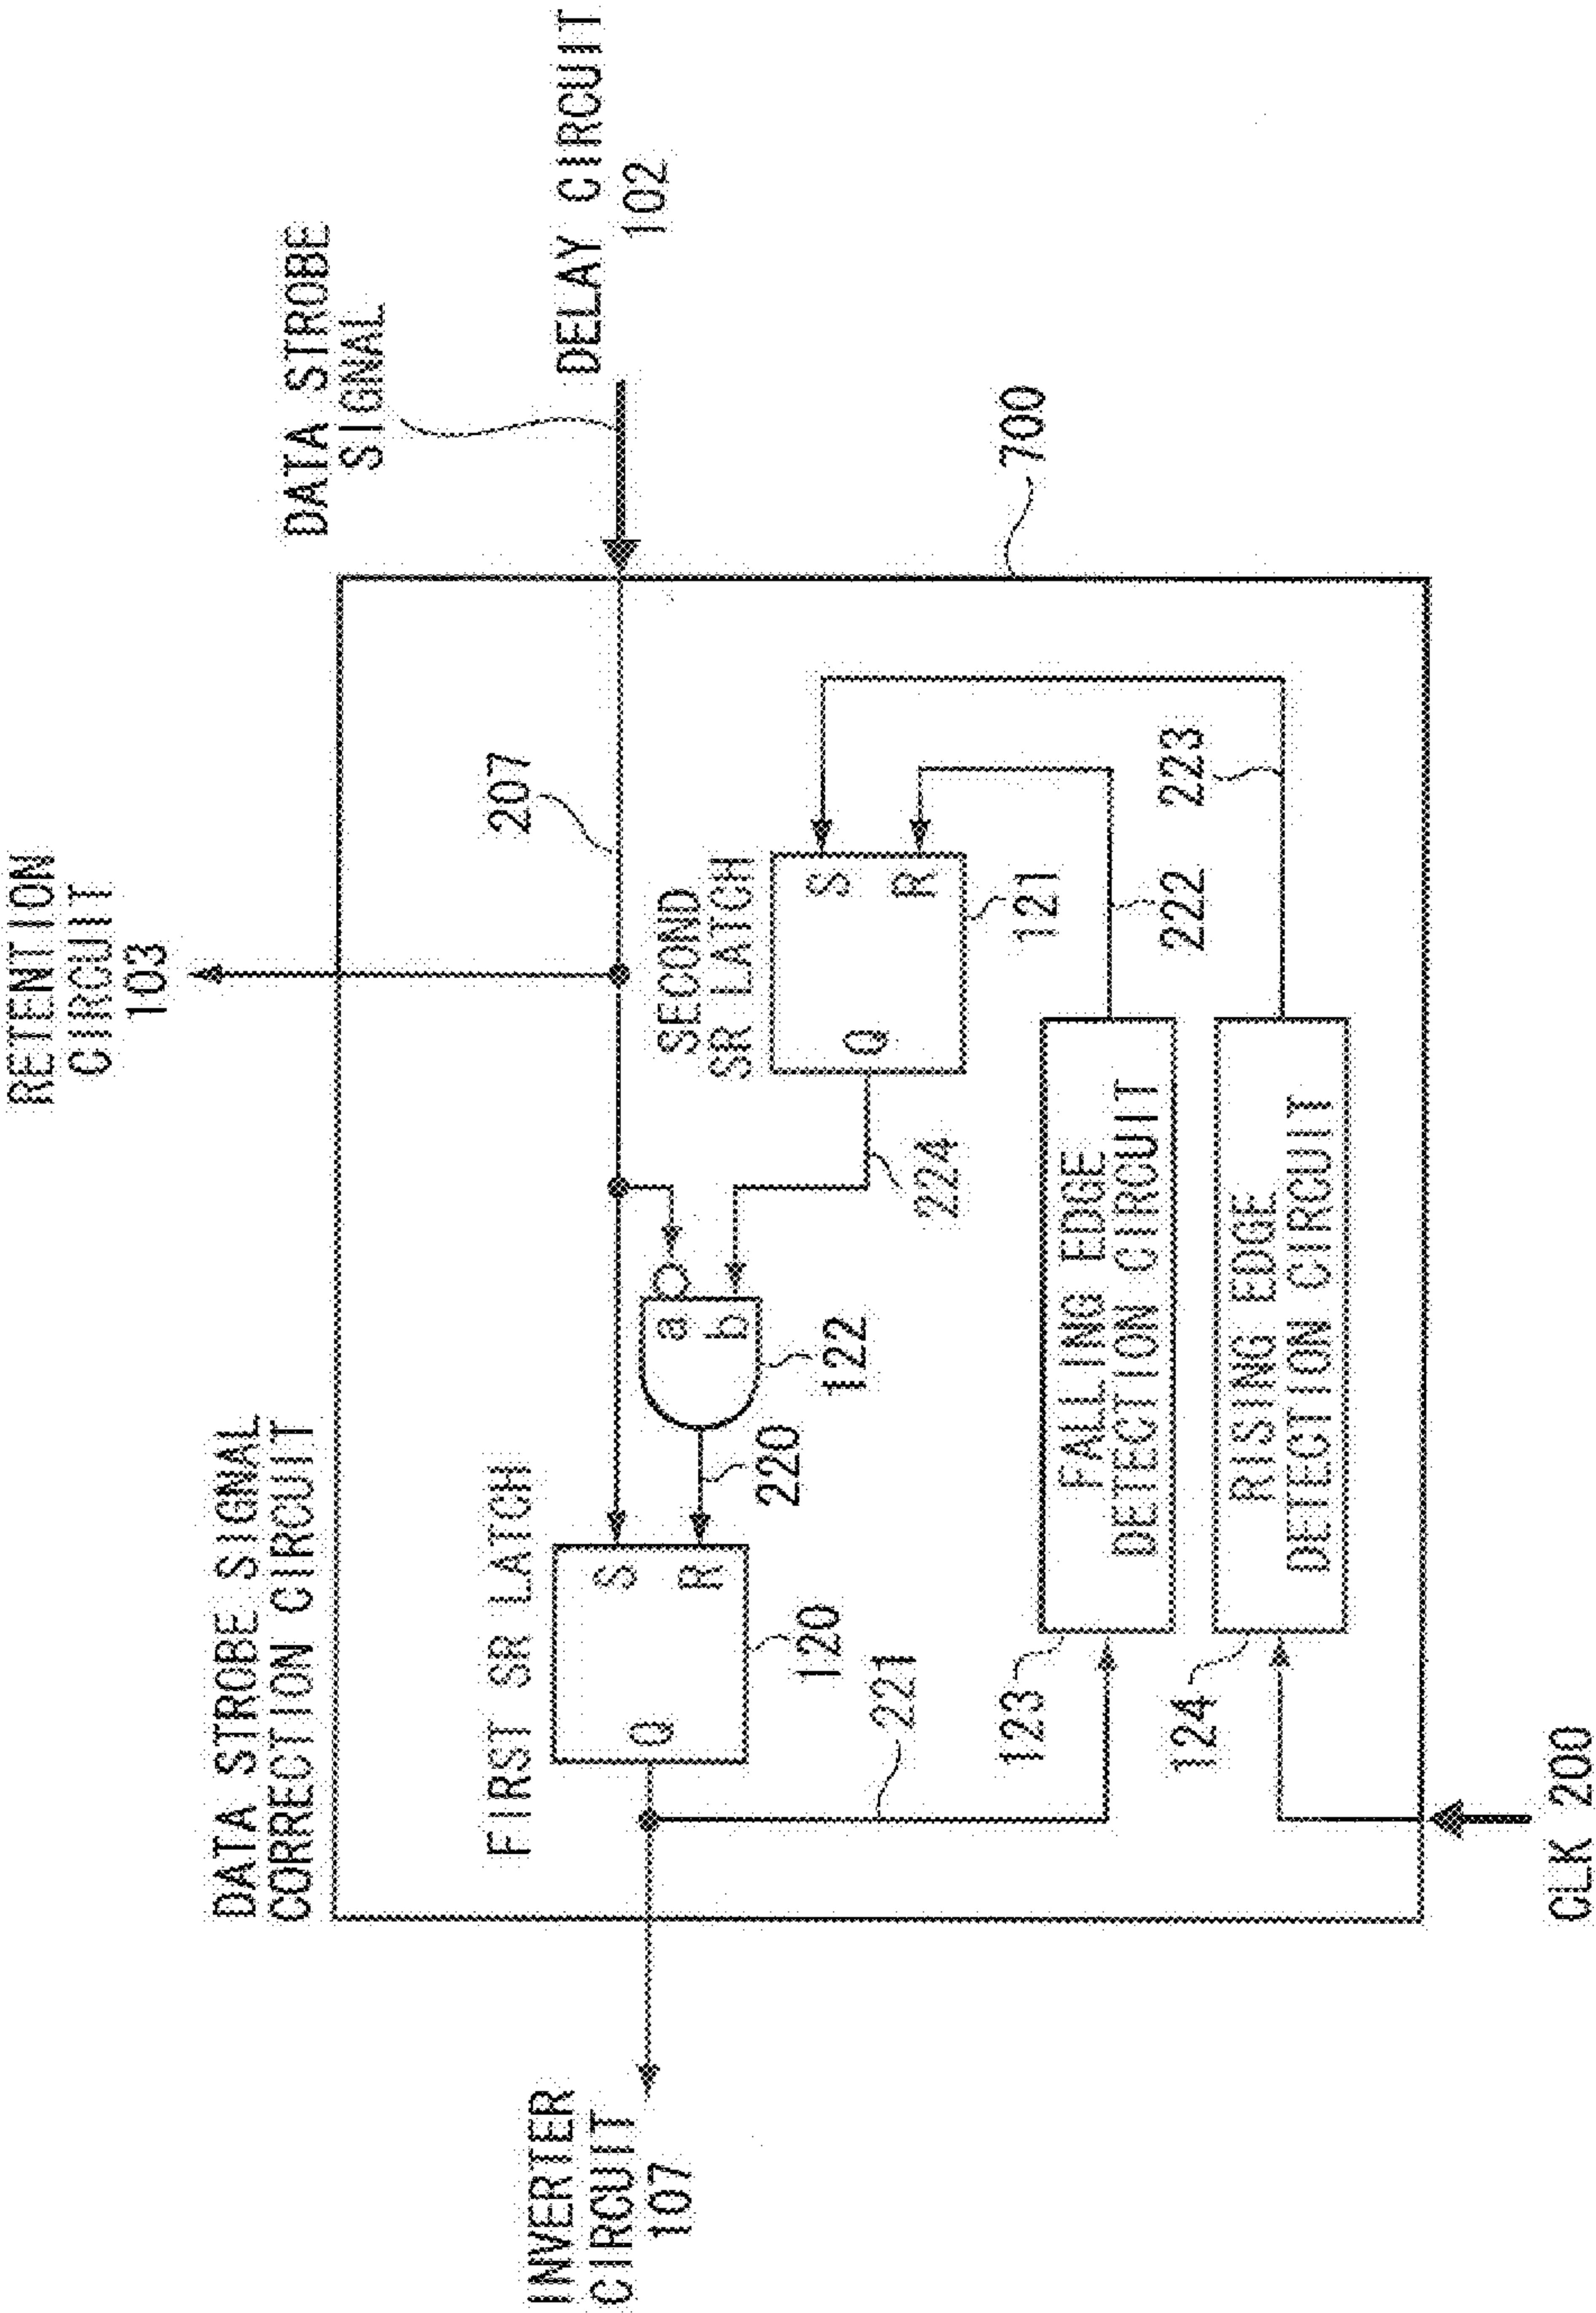 DATA STROBE SIGNAL
CORRECTION CIRCUIT
RETENTION
CIRCUIT
103
DATA STROBE
SIGNAL
DELAY CIRCUIT
102
INVERTER
CIRCUIT
107
FIRST SR LATCH
S
R
Q
120
221
220
a
b
122
207
SECOND
SR LATCH
S
R
Q
121
224
222
223
FALLING EDGE
DETECTION CIRCUIT
123
RISING EDGE
DETECTION CIRCUIT
124
700
CLK 200